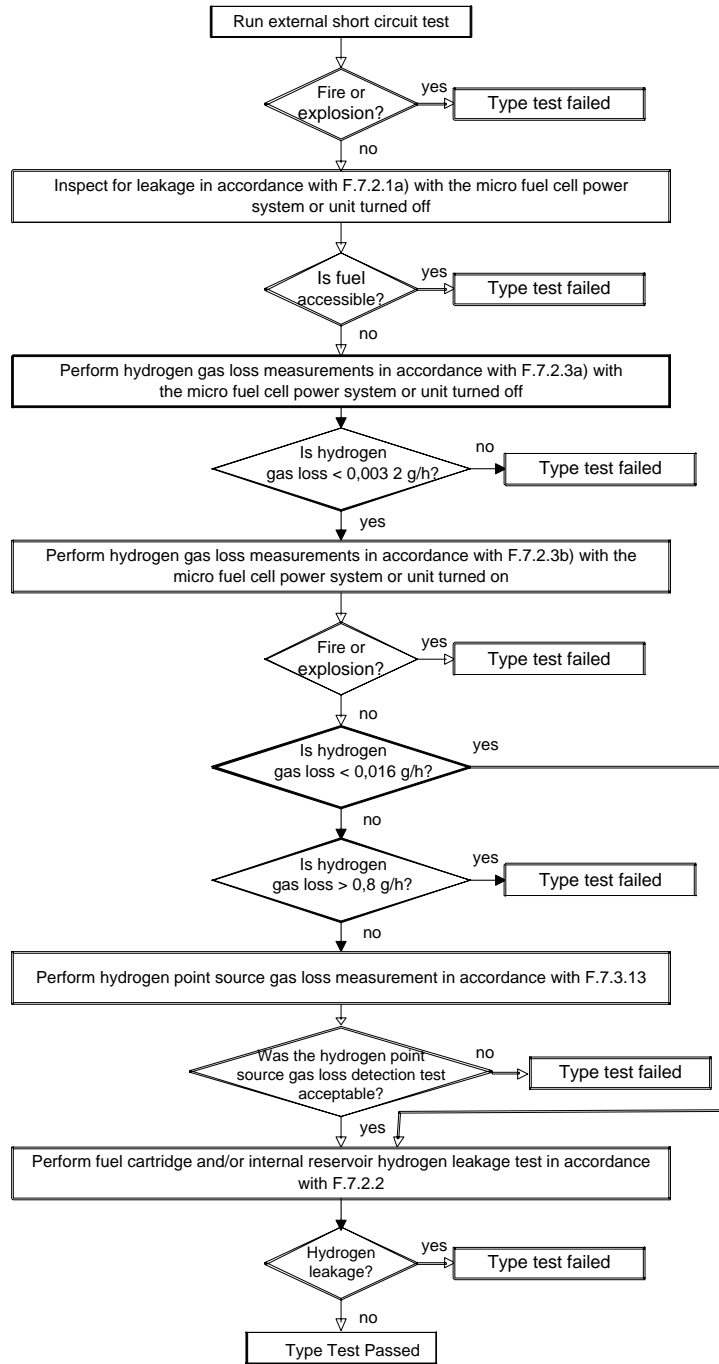 Run external short circuit test
Fire or
explosion?
yes
Type test failed
no
Inspect for leakage in accordance with F.7.2.1a) with the micro fuel cell power
system or unit turned off
Is fuel
accessible?
yes
Type test failed
no
Perform hydrogen gas loss measurements in accordance with F.7.2.3a) with
the micro fuel cell power system or unit turned off
Is hydrogen
gas loss < 0,003 2 g/h?
no
Type test failed
yes
Perform hydrogen gas loss measurements in accordance with F.7.2.3b) with the
micro fuel cell power system or unit turned on
Fire or
explosion?
yes
Type test failed
no
Is hydrogen
gas loss < 0,016 g/h?
yes
no
Is hydrogen
gas loss > 0,8 g/h?
yes
Type test failed
no
Perform hydrogen point source gas loss measurement in accordance with F.7.3.13
Was the hydrogen point
source gas loss detection test
acceptable?
no
Type test failed
yes
Perform fuel cartridge and/or internal reservoir hydrogen leakage test in accordance
with F.7.2.2
Hydrogen
leakage?
yes
Type test failed
no
Type Test Passed